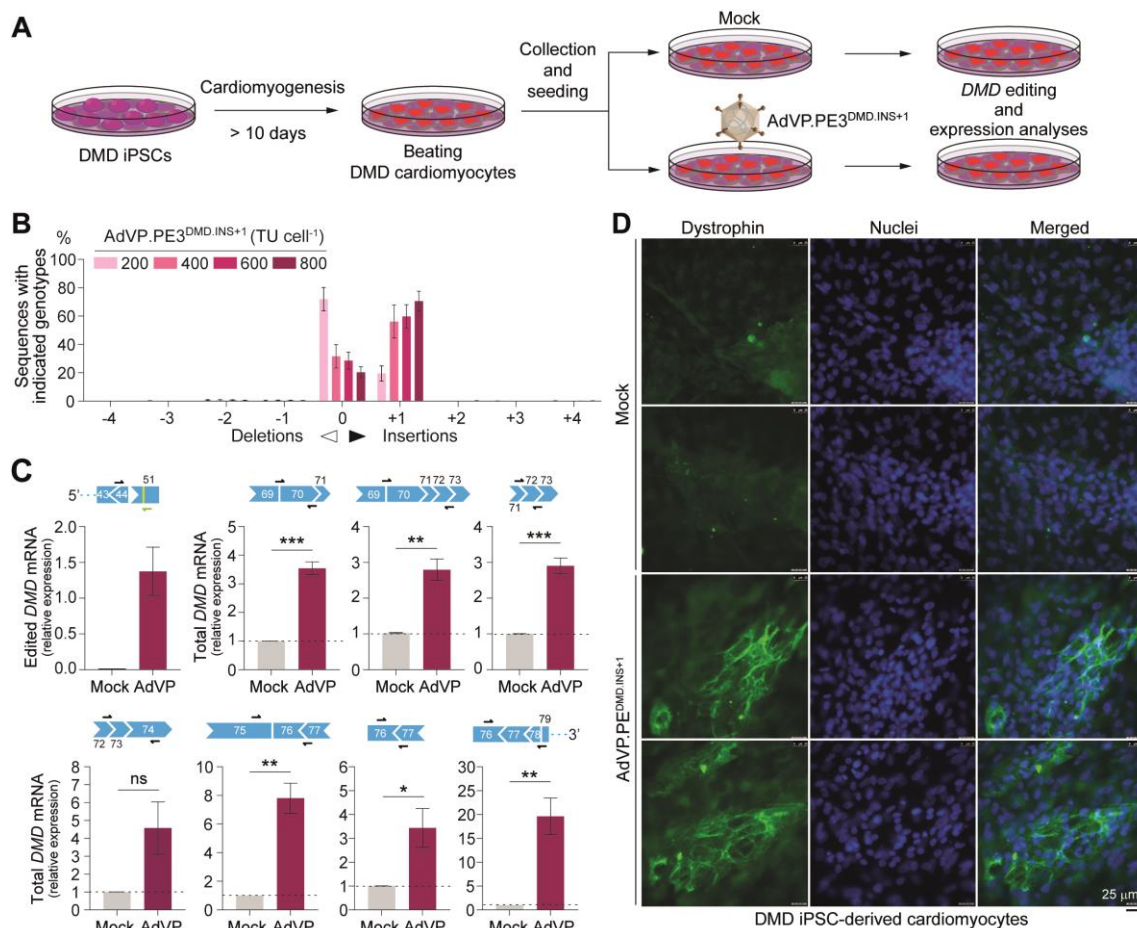 A
DMD iPSCs
Cardiomyogenesis
> 10 days
Beating
DMD cardiomyocytes
Collection
and
seeding
Mock
AdVP.PE3DMD.INS+1
DMD editing
and
expression analyses
B
AdVP.PE3DMD.INS+1 (TU cell-1)
200 400 600 800
%
100
80
60
40
20
0
Sequences with
indicated genotypes
-4 -3 -2 -1 0 +1 +2 +3 +4
Deletions Insertions
C
5' 43 44 51
2.0
1.5
1.0
0.5
0.0
Edited DMD mRNA
(relative expression)
Mock AdVP
69 70 71
5
4
3
2
1
0
Total DMD mRNA
(relative expression)
***
Mock AdVP
69 70 71 72 73
4
3
2
1
0
**
Mock AdVP
71 72 73
4
3
2
1
0
***
Mock AdVP
72 73 74
8
7
6
5
4
3
2
1
0
Total DMD mRNA
(relative expression)
ns
Mock AdVP
75 76 77
10
8
6
4
2
0
**
Mock AdVP
76 77
6
5
4
3
2
1
0
*
Mock AdVP
76 77 78 79 3'
30
25
20
15
10
5
0
**
Mock AdVP
D
Dystrophin Nuclei Merged
Mock
AdVP.PEDMD.INS+1
25 µm
DMD iPSC-derived cardiomyocytes